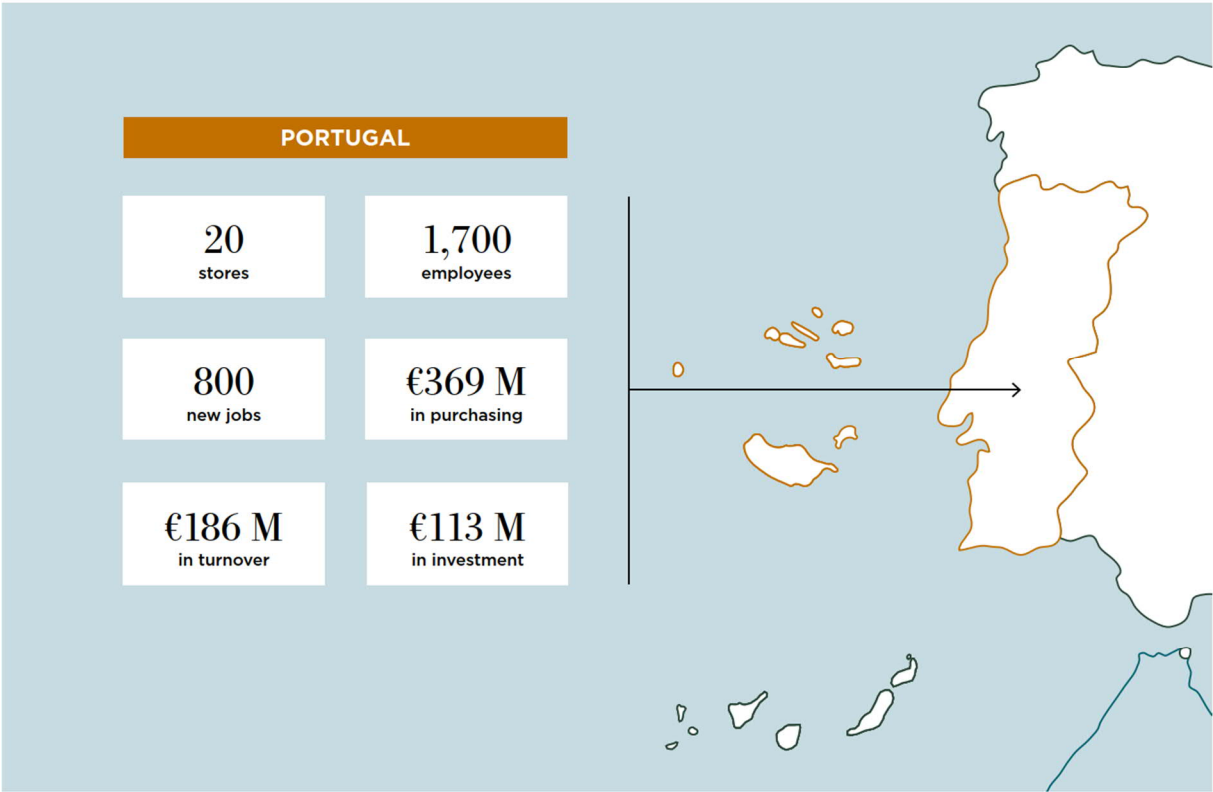 PORTUGAL
20
stores
1,700
employees
800
new jobs
€369 M
in purchasing
€186 M
in turnover
€113 M
in investment